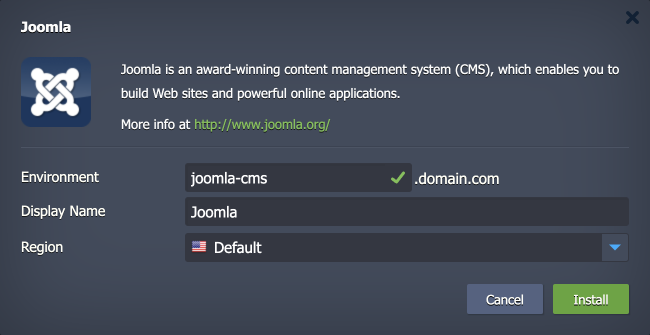 Joomla
Joomla is an award-winning content management system (CMS), which enables you to
build Web sites and powerful online applications.
More info at http://www.joomla.org/
Environment joomla-cms .domain.com
Display Name Joomla
Region Default
Cancel Install